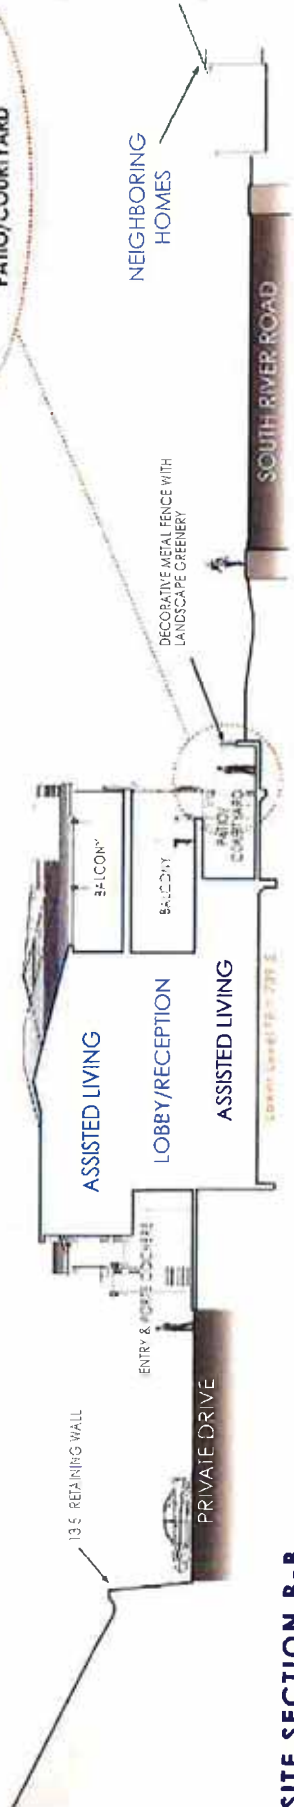 PATIO/COURTYARD
NEIGHBORING
HOMES
SOUTH RIVER ROAD
DECORATIVE METAL FENCE WITH
LANDSCAPE GREENERY
BALCONY
BALCONY
PATIO/
COURTYARD
ASSISTED LIVING
LOBBY/RECEPTION
ASSISTED LIVING
ENTRY & PORTE COCHERE
13.5' RETAINING WALL
PRIVATE DRIVE
SITE SECTION B-B